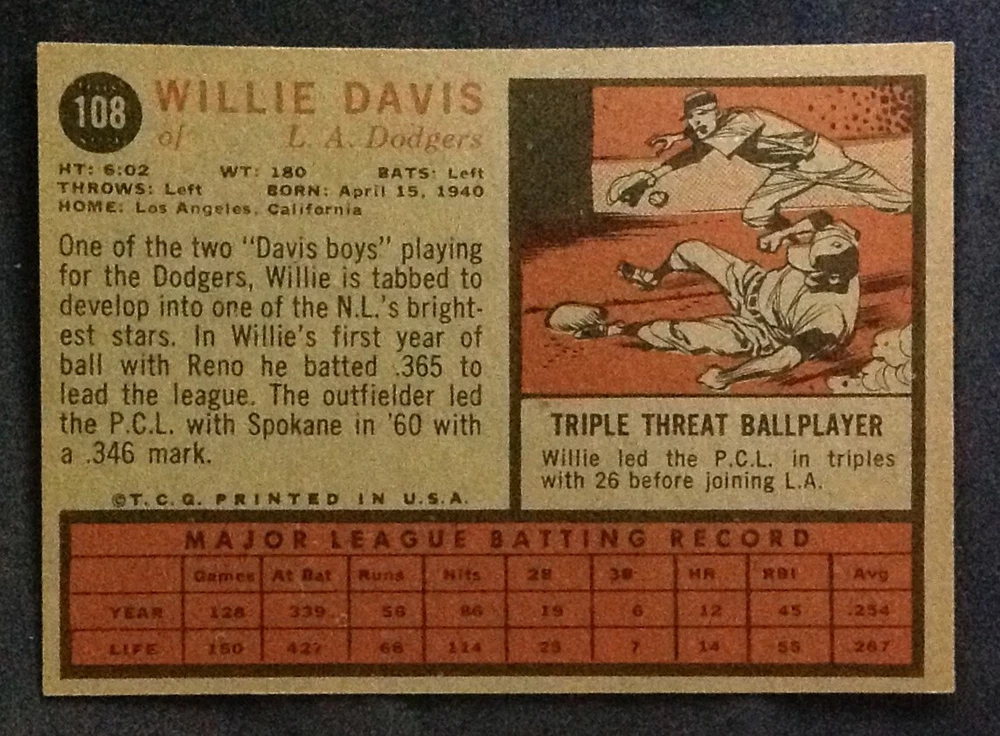 108
WILLIE DAVIS
of L. A. Dodgers
HT: 6:02 WT: 180 BATS: Left
THROWS: Left BORN: April 15, 1940
HOME: Los Angeles, California
One of the two "Davis boys" playing
for the Dodgers, Willie is tabbed to
develop into one of the N.L.'s bright-
est stars. In Willie's first year of
ball with Reno he batted .365 to
lead the league. The outfielder led
the P.C.L. with Spokane in '60 with
a .346 mark.
©T.C.G. PRINTED IN U.S.A.
TRIPLE THREAT BALLPLAYER
Willie led the P.C.L. in triples
with 26 before joining L.A.
MAJOR LEAGUE BATTING RECORD
Games At Bat Runs Hits 2B 3B HR RBI Avg
YEAR 128 339 56 86 19 6 12 45 .254
LIFE 150 427 68 114 25 7 14 55 .267